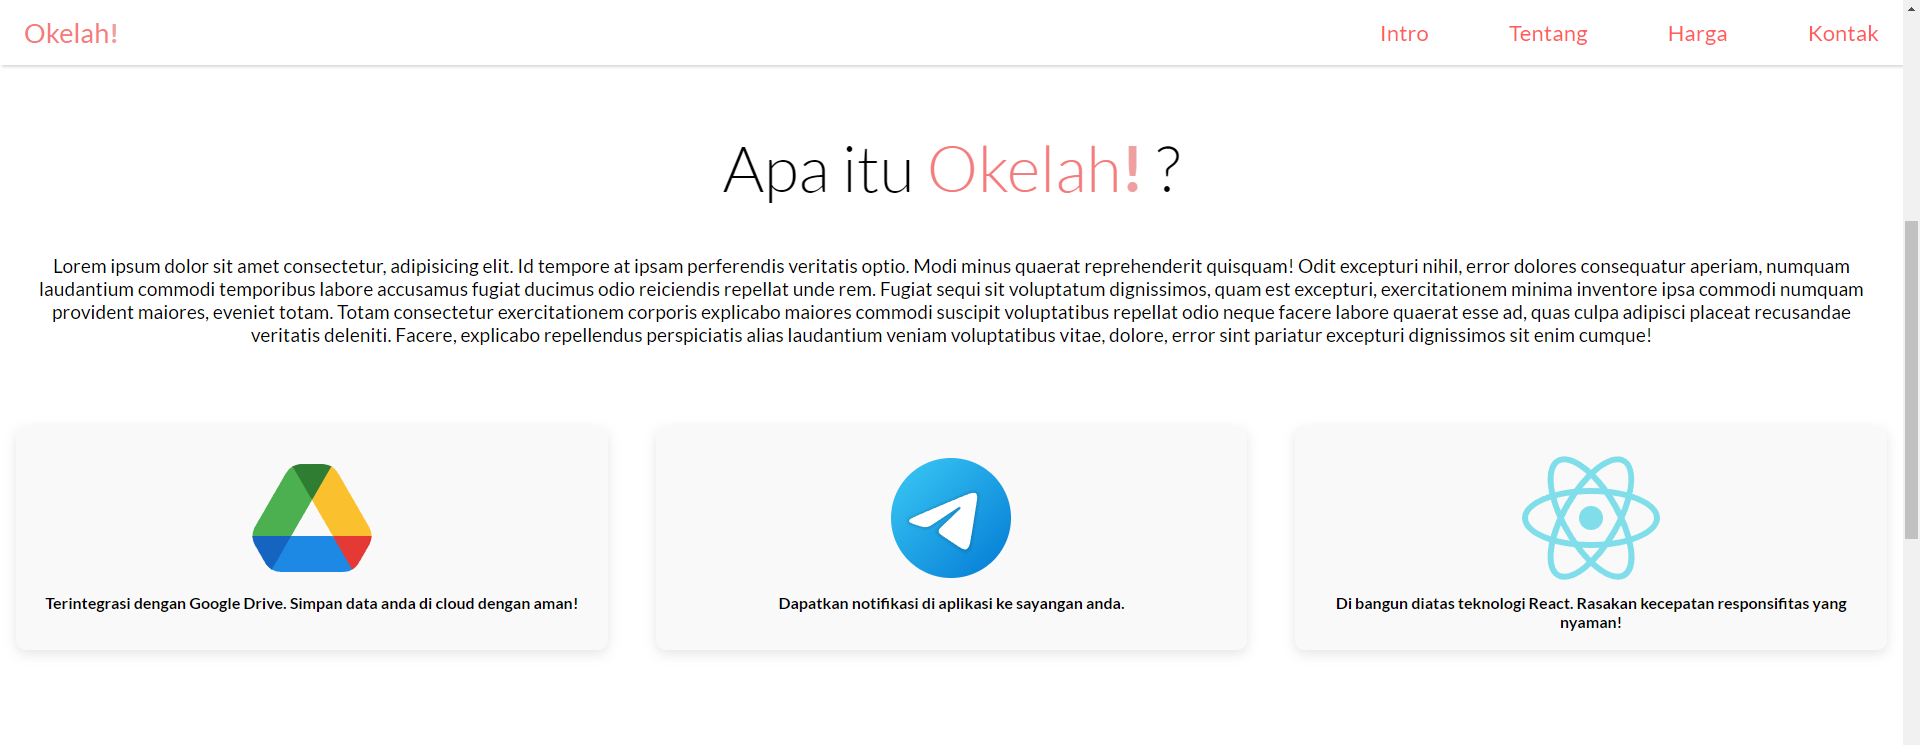 Okelah!
Intro
Tentang
Harga
Kontak
Apa itu Okelah! ?
Lorem ipsum dolor sit amet consectetur, adipisicing elit. Id tempore at ipsam perferendis veritatis optio. Modi minus quaerat reprehenderit quisquam! Odit excepturi nihil, error dolores consequatur aperiam, numquam
laudantium commodi temporibus labore accusamus fugiat ducimus odio reiciendis repellat unde rem. Fugiat sequi sit voluptatum dignissimos, quam est excepturi, exercitationem minima inventore ipsa commodi numquam
provident maiores, eveniet totam. Totam consectetur exercitationem corporis explicabo maiores commodi suscipit voluptatibus repellat odio neque facere labore quaerat esse ad, quas culpa adipisci placeat recusandae
veritatis deleniti. Facere, explicabo repellendus perspiciatis alias laudantium veniam voluptatibus vitae, dolore, error sint pariatur excepturi dignissimos sit enim cumque!
Terintegrasi dengan Google Drive. Simpan data anda di cloud dengan aman!
Dapatkan notifikasi di aplikasi ke sayangan anda.
Di bangun diatas teknologi React. Rasakan kecepatan responsifitas yang
nyaman!